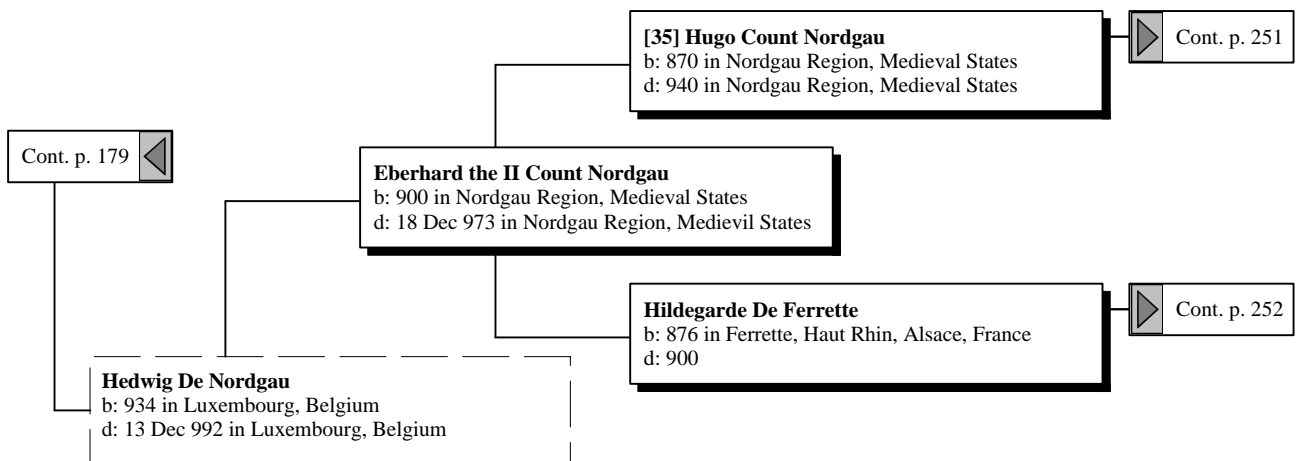 [35] Hugo Count Nordgau
b: 870 in Nordgau Region, Medieval States
d: 940 in Nordgau Region, Medieval States
Cont. p. 251
Cont. p. 179
Eberhard the II Count Nordgau
b: 900 in Nordgau Region, Medieval States
d: 18 Dec 973 in Nordgau Region, Medievil States
Hildegarde De Ferrette
b: 876 in Ferrette, Haut Rhin, Alsace, France
d: 900
Cont. p. 252
Hedwig De Nordgau
b: 934 in Luxembourg, Belgium
d: 13 Dec 992 in Luxembourg, Belgium